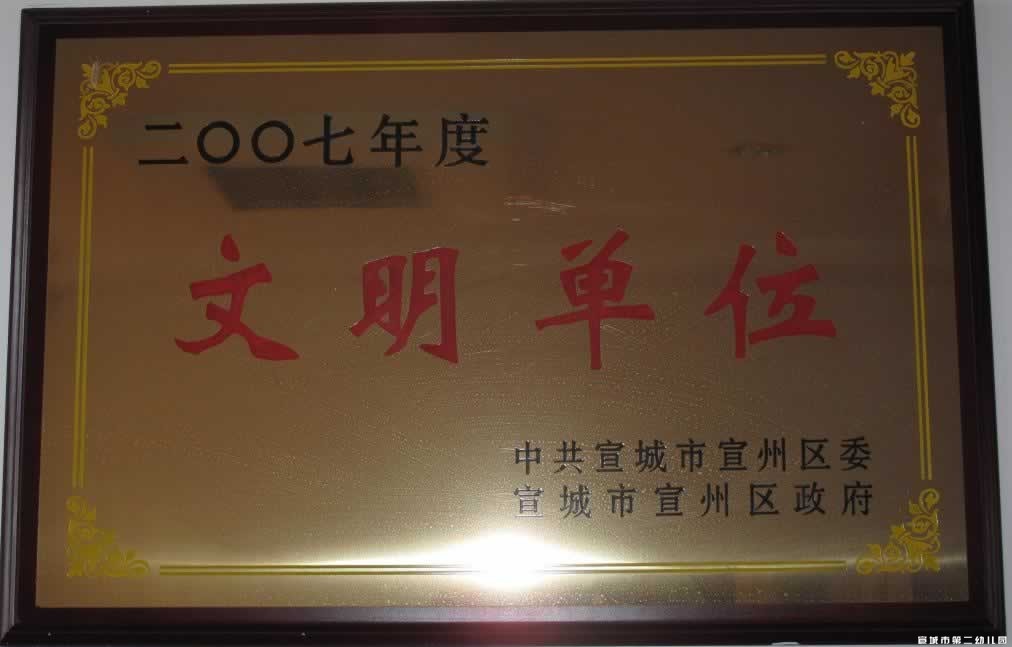 二〇〇七年度
文明单位
中共宣城市宣州区委
宣城市宣州区政府
宣城市第二幼儿园